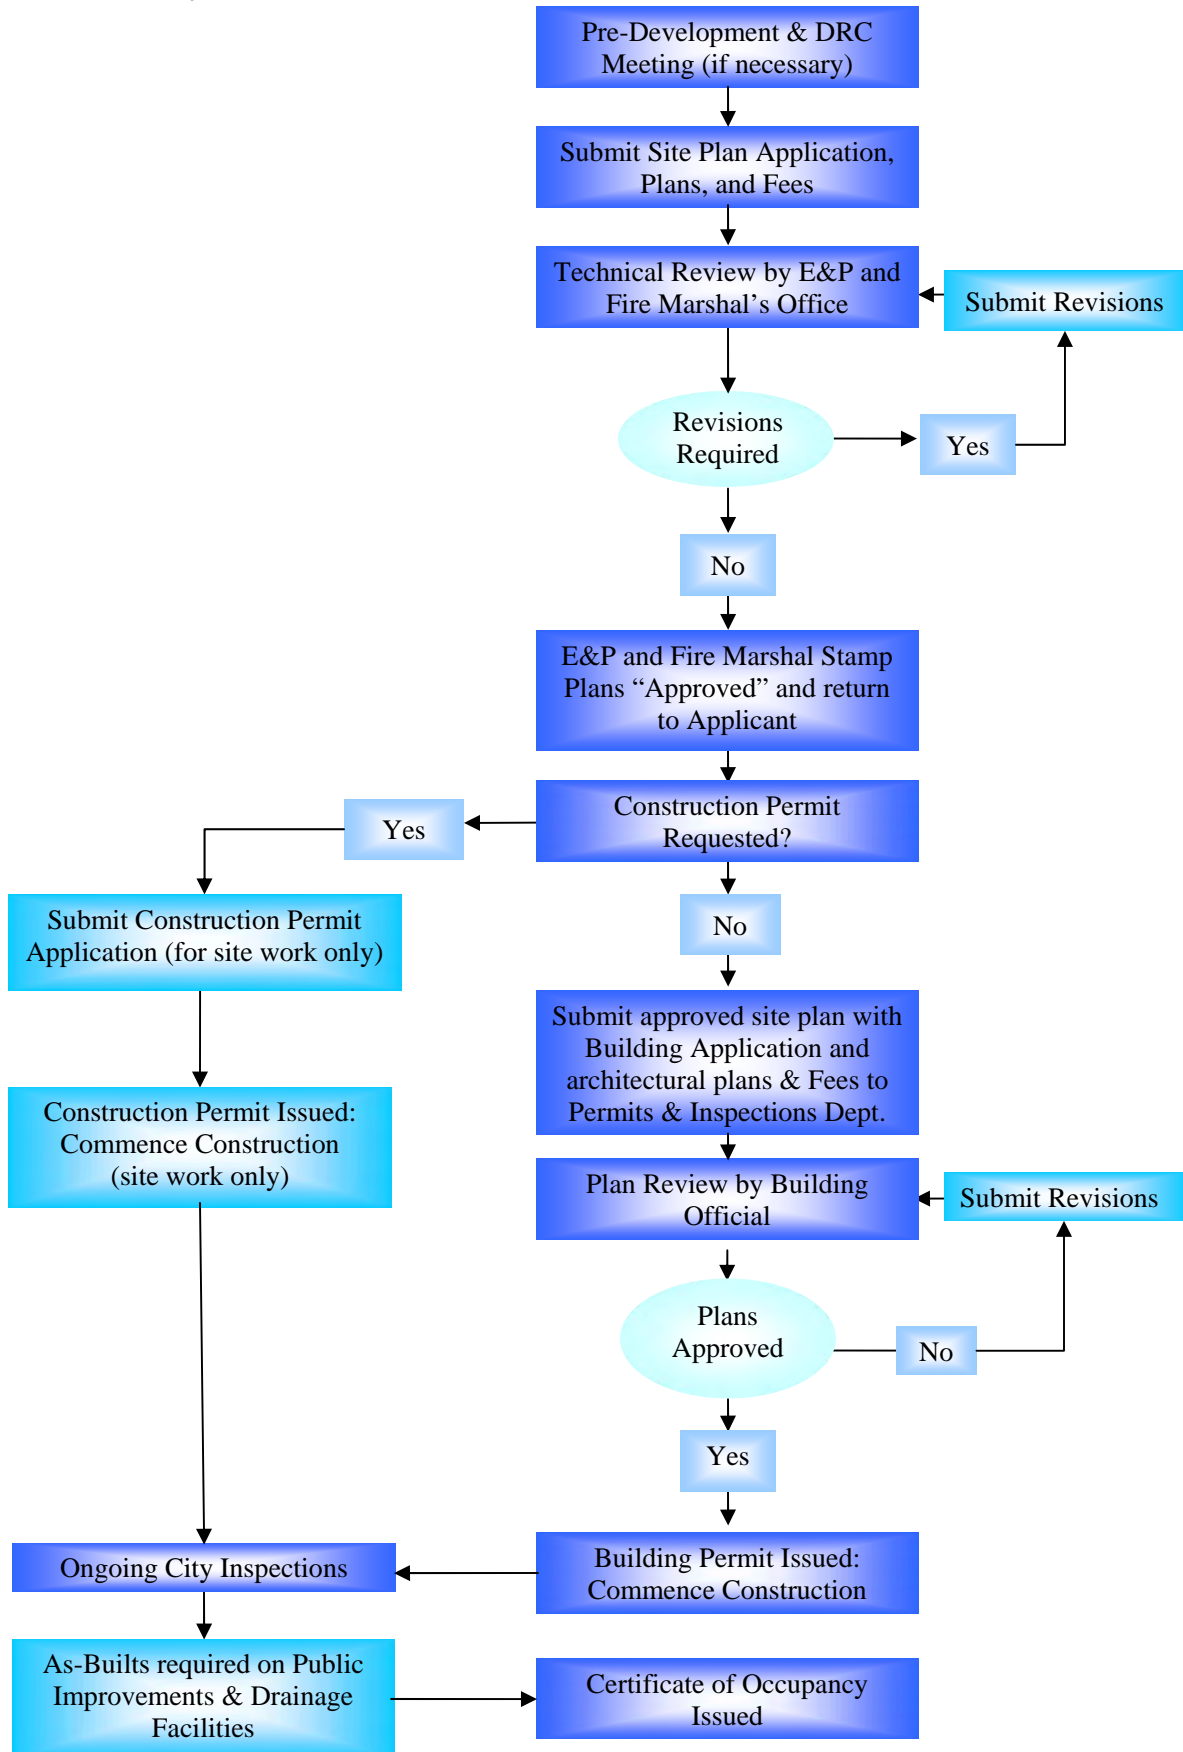 Pre-Development & DRC
Meeting (if necessary)
Submit Site Plan Application,
Plans, and Fees
Technical Review by E&P and
Fire Marshal’s Office
Submit Revisions
Revisions
Required
Yes
No
E&P and Fire Marshal Stamp
Plans “Approved” and return
to Applicant
Construction Permit
Requested?
Yes
Submit Construction Permit
Application (for site work only)
No
Submit approved site plan with
Building Application and
architectural plans & Fees to
Permits & Inspections Dept.
Construction Permit Issued:
Commence Construction
(site work only)
Plan Review by Building
Official
Submit Revisions
Plans
Approved
No
Yes
Building Permit Issued:
Commence Construction
Ongoing City Inspections
As-Builts required on Public
Improvements & Drainage
Facilities
Certificate of Occupancy
Issued